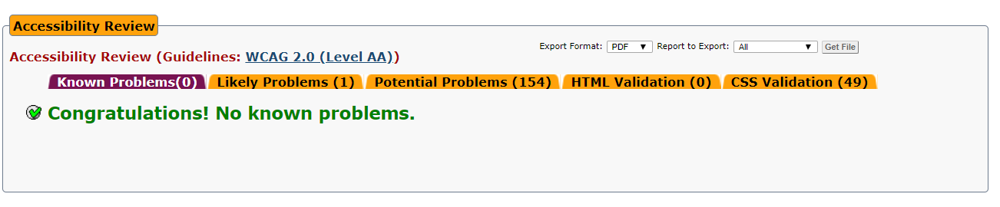 Accessibility Review
Export Format: PDF Report to Export: All Get File
Accessibility Review (Guidelines: WCAG 2.0 (Level AA))
Known Problems(0) Likely Problems (1) Potential Problems (154) HTML Validation (0) CSS Validation (49)
Congratulations! No known problems.